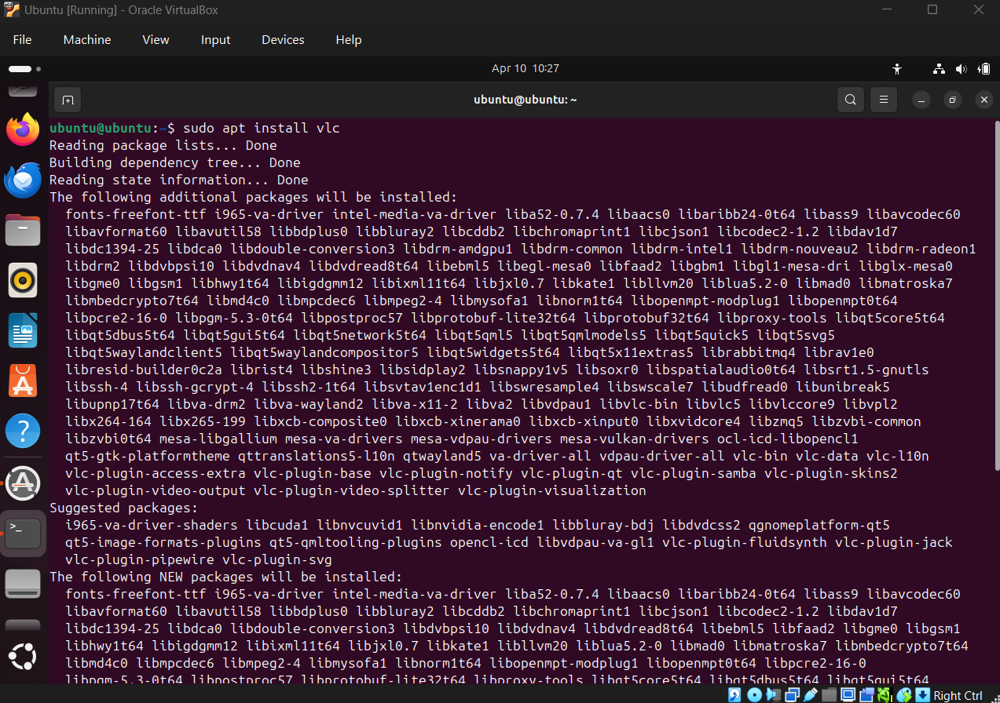 Ubuntu [Running] - Oracle VirtualBox
File Machine View Input Devices Help
Apr 10 10:27
ubuntu@ubuntu: ~
ubuntu@ubuntu:~$ sudo apt install vlc
Reading package lists... Done
Building dependency tree... Done
Reading state information... Done
The following additional packages will be installed:
fonts-freefont-ttf i965-va-driver intel-media-va-driver liba52-0.7.4 libaacs0 libaribb24-0t64 libass9 libavcodec60
libavformat60 libavutil58 libbdplus0 libbluray2 libcddb2 libchromaprint1 libcjson1 libcodec2-1.2 libdav1d7
libdc1394-25 libdca0 libdouble-conversion3 libdrm-amdgpu1 libdrm-common libdrm-intel1 libdrm-nouveau2 libdrm-radeon1
libdrm2 libdvbpsi10 libdvdnav4 libdvdread8t64 libebml5 libegl-mesa0 libfaad2 libgbm1 libgl1-mesa-dri libglx-mesa0
libgme0 libgsm1 libhwy1t64 libigdgmm12 libixml11t64 libjxl0.7 libkate1 libllvm20 liblua5.2-0 libmad0 libmatroska7
libmbedcrypto7t64 libmd4c0 libmpcdec6 libmpeg2-4 libmysofa1 libnorm1t64 libopenmpt-modplug1 libopenmpt0t64
libpcre2-16-0 libpgm-5.3-0t64 libpostproc57 libprotobuf-lite32t64 libprotobuf32t64 libproxy-tools libqt5core5t64
libqt5dbus5t64 libqt5gui5t64 libqt5network5t64 libqt5qml5 libqt5qmlmodels5 libqt5quick5 libqt5svg5
libqt5waylandclient5 libqt5waylandcompositor5 libqt5widgets5t64 libqt5x11extras5 librabbitmq4 librav1e0
libresid-builder0c2a librist4 libshine3 libsidplay2 libsnappy1v5 libsoxr0 libspatialaudio0t64 libsrt1.5-gnutls
libssh-4 libssh-gcrypt-4 libssh2-1t64 libsvtav1enc1d1 libswresample4 libswscale7 libudfread0 libunibreak5
libupnp17t64 libva-drm2 libva-wayland2 libva-x11-2 libva2 libvdpau1 libvlc-bin libvlc5 libvlccore9 libvpl2
libx264-164 libx265-199 libxcb-composite0 libxcb-xinerama0 libxcb-xinput0 libxvidcore4 libzmq5 libzvbi-common
libzvbi0t64 mesa-libgallium mesa-va-drivers mesa-vdpau-drivers mesa-vulkan-drivers ocl-icd-libopencl1
qt5-gtk-platformtheme qttranslations5-l10n qtwayland5 va-driver-all vdpau-driver-all vlc-bin vlc-data vlc-l10n
vlc-plugin-access-extra vlc-plugin-base vlc-plugin-notify vlc-plugin-qt vlc-plugin-samba vlc-plugin-skins2
vlc-plugin-video-output vlc-plugin-video-splitter vlc-plugin-visualization
Suggested packages:
i965-va-driver-shaders libcuda1 libnvcuvid1 libnvidia-encode1 libbluray-bdj libdvdcss2 qgnomeplatform-qt5
qt5-image-formats-plugins qt5-qmltooling-plugins opencl-icd libvdpau-va-gl1 vlc-plugin-fluidsynth vlc-plugin-jack
vlc-plugin-pipewire vlc-plugin-svg
The following NEW packages will be installed:
fonts-freefont-ttf i965-va-driver intel-media-va-driver liba52-0.7.4 libaacs0 libaribb24-0t64 libass9 libavcodec60
libavformat60 libavutil58 libbdplus0 libbluray2 libcddb2 libchromaprint1 libcjson1 libcodec2-1.2 libdav1d7
libdc1394-25 libdca0 libdouble-conversion3 libdvbpsi10 libdvdnav4 libdvdread8t64 libebml5 libfaad2 libgme0 libgsm1
libhwy1t64 libigdgmm12 libixml11t64 libjxl0.7 libkate1 libllvm20 liblua5.2-0 libmad0 libmatroska7 libmbedcrypto7t64
libmd4c0 libmpcdec6 libmpeg2-4 libmysofa1 libnorm1t64 libopenmpt-modplug1 libopenmpt0t64 libpcre2-16-0
libpgm-5.3-0t64 libpostproc57 libprotobuf-lite32t64 libproxy-tools libqt5core5t64 libqt5dbus5t64 libqt5gui5t64
Right Ctrl